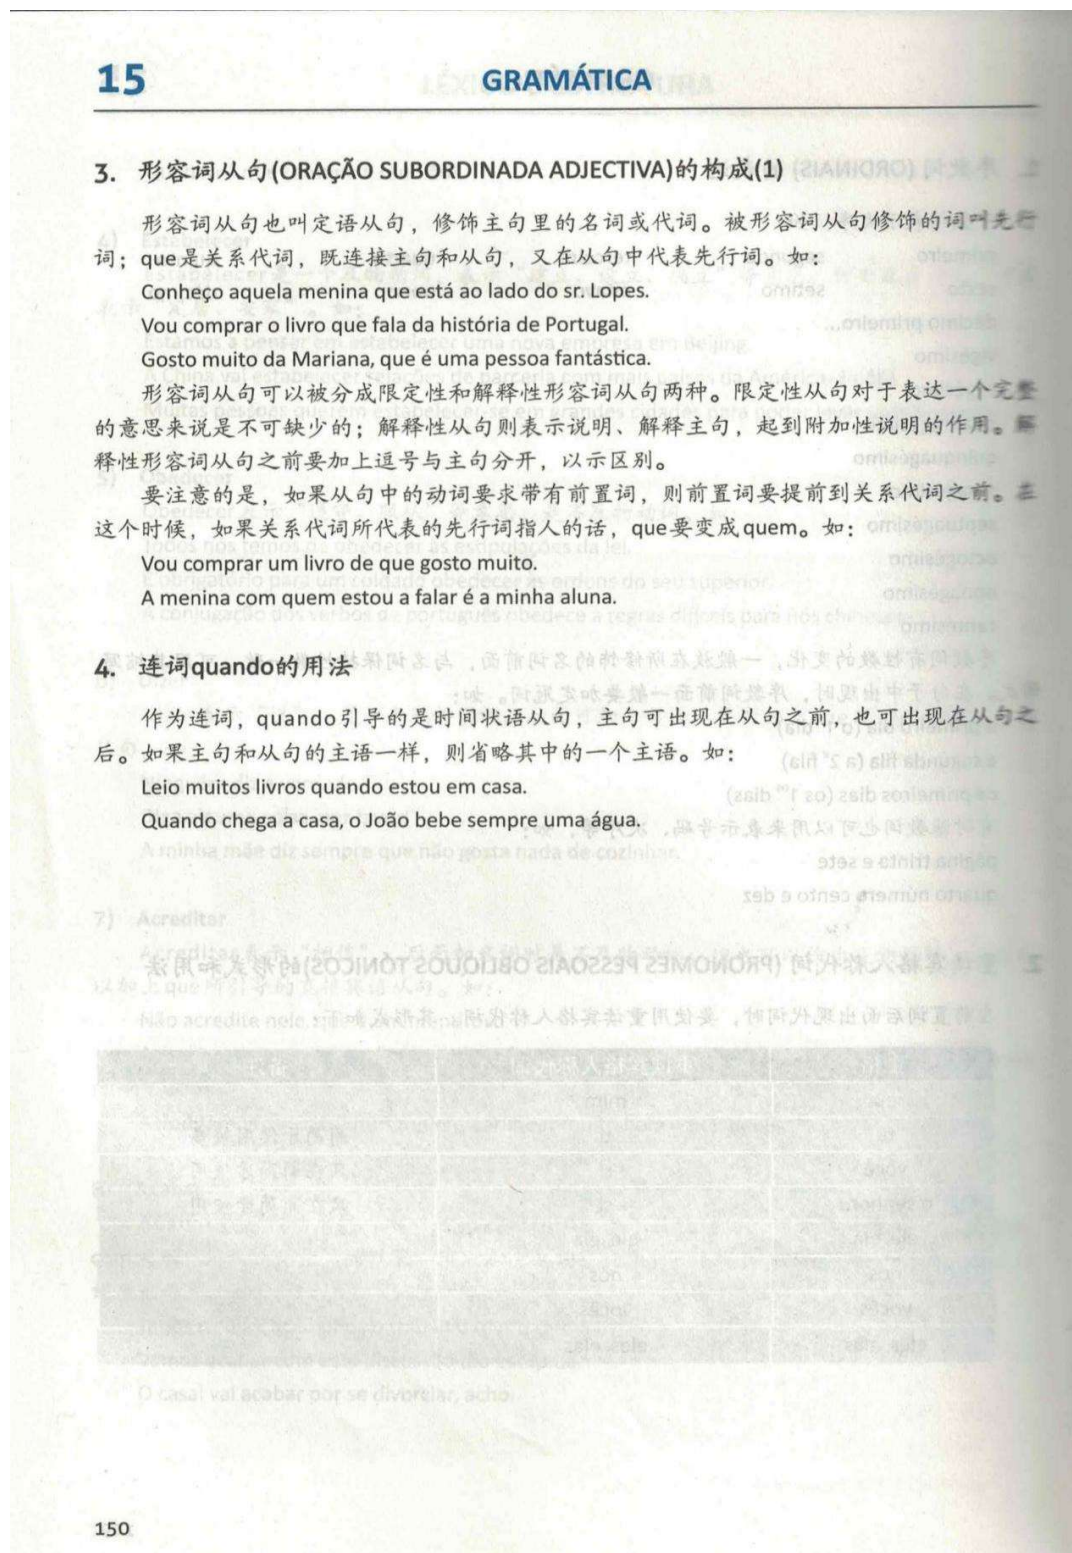 15
GRAMÁTICA
3. 形容词从句(ORAÇÃO SUBORDINADA ADJECTIVA)的构成(1)
形容词从句也叫定语从句，修饰主句里的名词或代词。被形容词从句修饰的词叫先行
词；que是关系代词，既连接主句和从句，又在从句中代表先行词。如：
Conheço aquela menina que está ao lado do sr. Lopes.
Vou comprar o livro que fala da história de Portugal.
Gosto muito da Mariana, que é uma pessoa fantástica.
形容词从句可以被分成限定性和解释性形容词从句两种。限定性从句对于表达一个完整
的意思来说是不可缺少的；解释性从句则表示说明、解释主句，起到附加性说明的作用。解
释性形容词从句之前要加上逗号与主句分开，以示区别。
要注意的是，如果从句中的动词要求带有前置词，则前置词要提前到关系代词之前。在
这个时候，如果关系代词所代表的先行词指人的话，que要变成quem。如：
Vou comprar um livro de que gosto muito.
A menina com quem estou a falar é a minha aluna.
4. 连词quando的用法
作为连词，quando引导的是时间状语从句，主句可出现在从句之前，也可出现在从句之
后。如果主句和从句的主语一样，则省略其中的一个主语。如：
Leio muitos livros quando estou em casa.
Quando chega a casa, o João bebe sempre uma água.
150